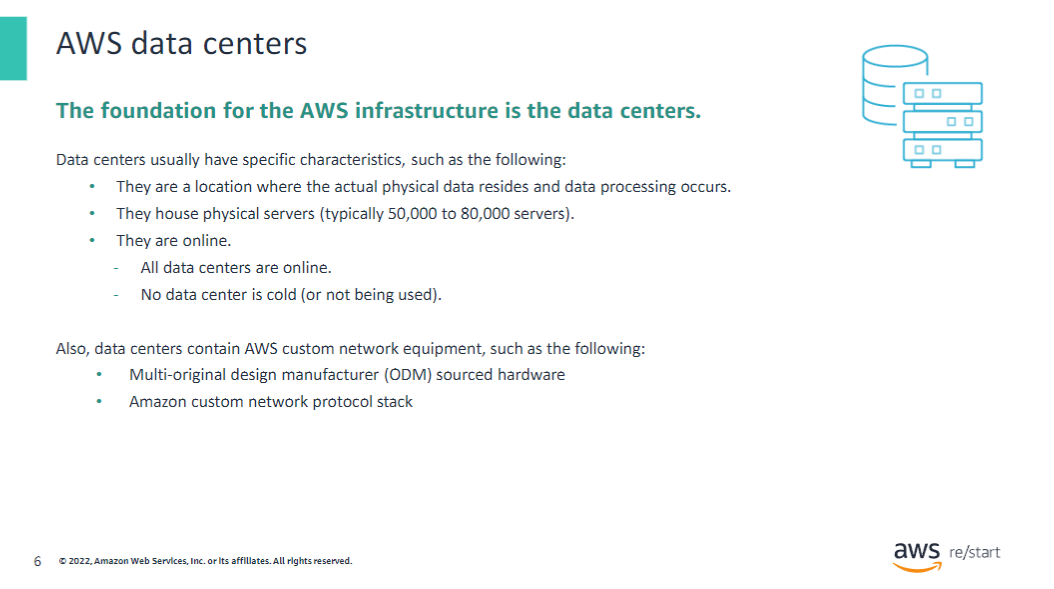 AWS data centers
The foundation for the AWS infrastructure is the data centers.
Data centers usually have specific characteristics, such as the following:
• They are a location where the actual physical data resides and data processing occurs.
• They house physical servers (typically 50,000 to 80,000 servers).
• They are online.
- All data centers are online.
- No data center is cold (or not being used).
Also, data centers contain AWS custom network equipment, such as the following:
• Multi-original design manufacturer (ODM) sourced hardware
• Amazon custom network protocol stack
6 © 2022, Amazon Web Services, Inc. or its affiliates. All rights reserved.
aws re/start